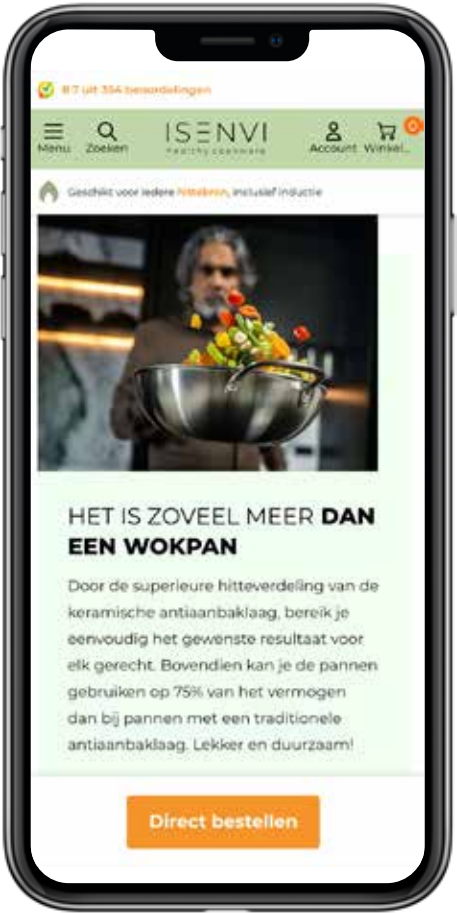 8.7 uit 354 beoordelingen
0
Menu Zoeken ISENVI Account Winkel...
healthy cookware
Geschikt voor iedere hittebron, inclusief inductie
HET IS ZOVEEL MEER DAN
EEN WOKPAN
Door de superieure hitteverdeling van de
keramische antiaanbaklaag, bereik je
eenvoudig het gewenste resultaat voor
elk gerecht. Bovendien kan je de pannen
gebruiken op 75% van het vermogen
dan bij pannen met een traditionele
antiaanbaklaag. Lekker en duurzaam!
Direct bestellen